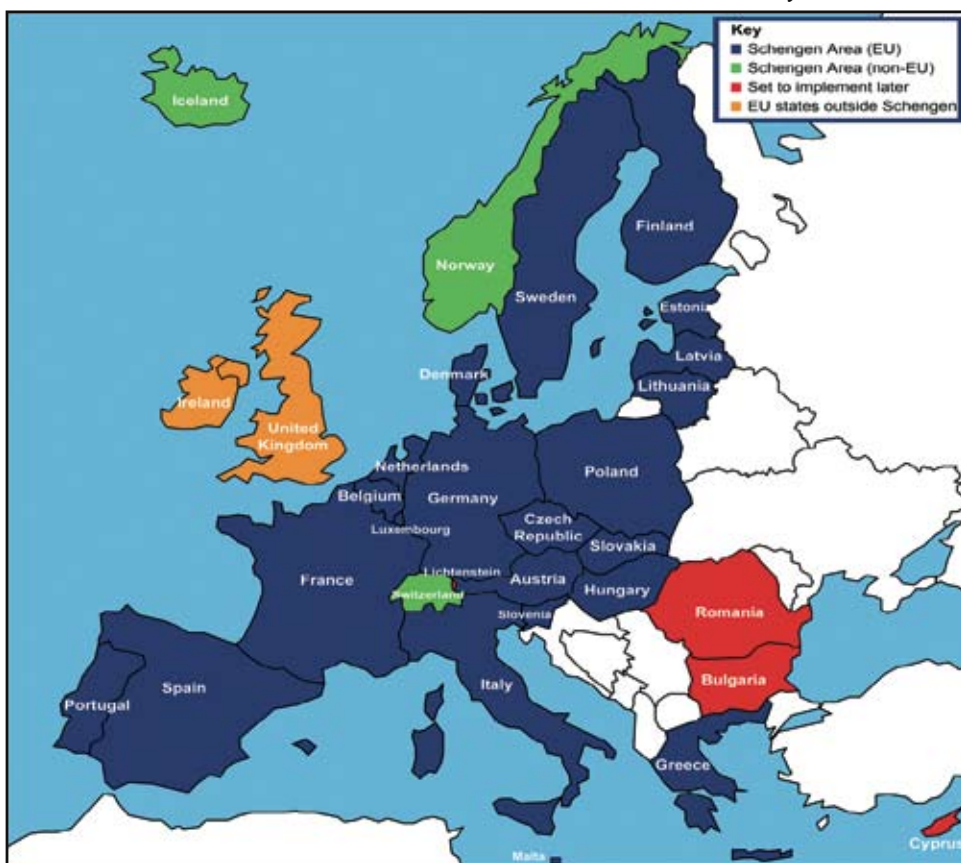 Key
Schengen Area (EU)
Schengen Area (non-EU)
Set to implement later
EU states outside Schengen
Iceland
Finland
Norway
Sweden
Estonia
Latvia
Denmark
Lithuania
Ireland
United
Kingdom
Netherlands
Poland
Belgium
Germany
Czech
Republic
Luxembourg
Slovakia
Lichtenstein
France
Austria
Switzerland
Hungary
Romania
Slovenia
Bulgaria
Italy
Spain
Portugal
Greece
Cyprus
Malta